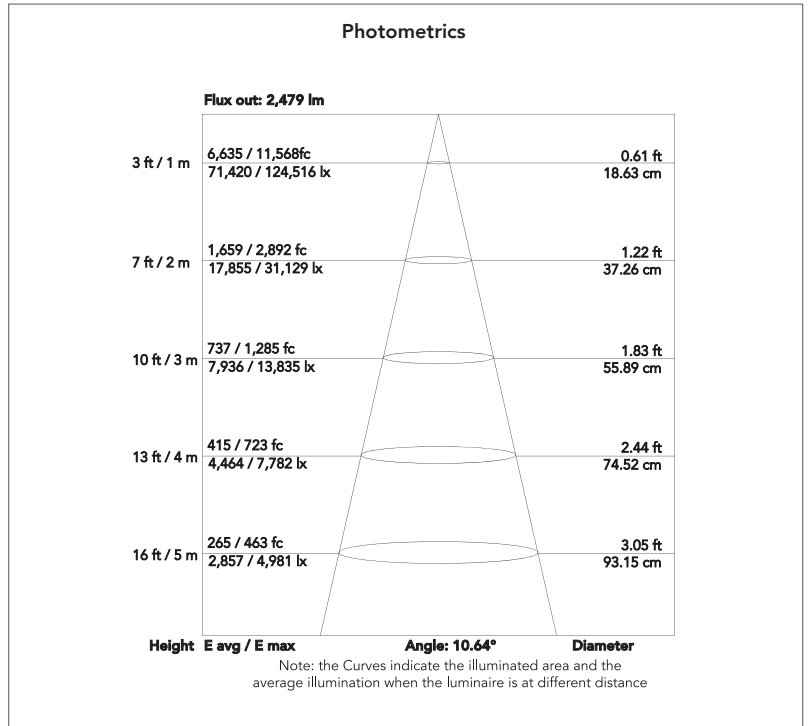 Photometrics
Flux out: 2,479 lm
3 ft / 1 m
6,635 / 11,568fc
71,420 / 124,516 lx
0.61 ft
18.63 cm
7 ft / 2 m
1,659 / 2,892 fc
17,855 / 31,129 lx
1.22 ft
37.26 cm
10 ft / 3 m
737 / 1,285 fc
7,936 / 13,835 lx
1.83 ft
55.89 cm
13 ft / 4 m
415 / 723 fc
4,464 / 7,782 lx
2.44 ft
74.52 cm
16 ft / 5 m
265 / 463 fc
2,857 / 4,981 lx
3.05 ft
93.15 cm
Height E avg / E max Angle: 10.64° Diameter
Note: the Curves indicate the illuminated area and the
average illumination when the luminaire is at different distance